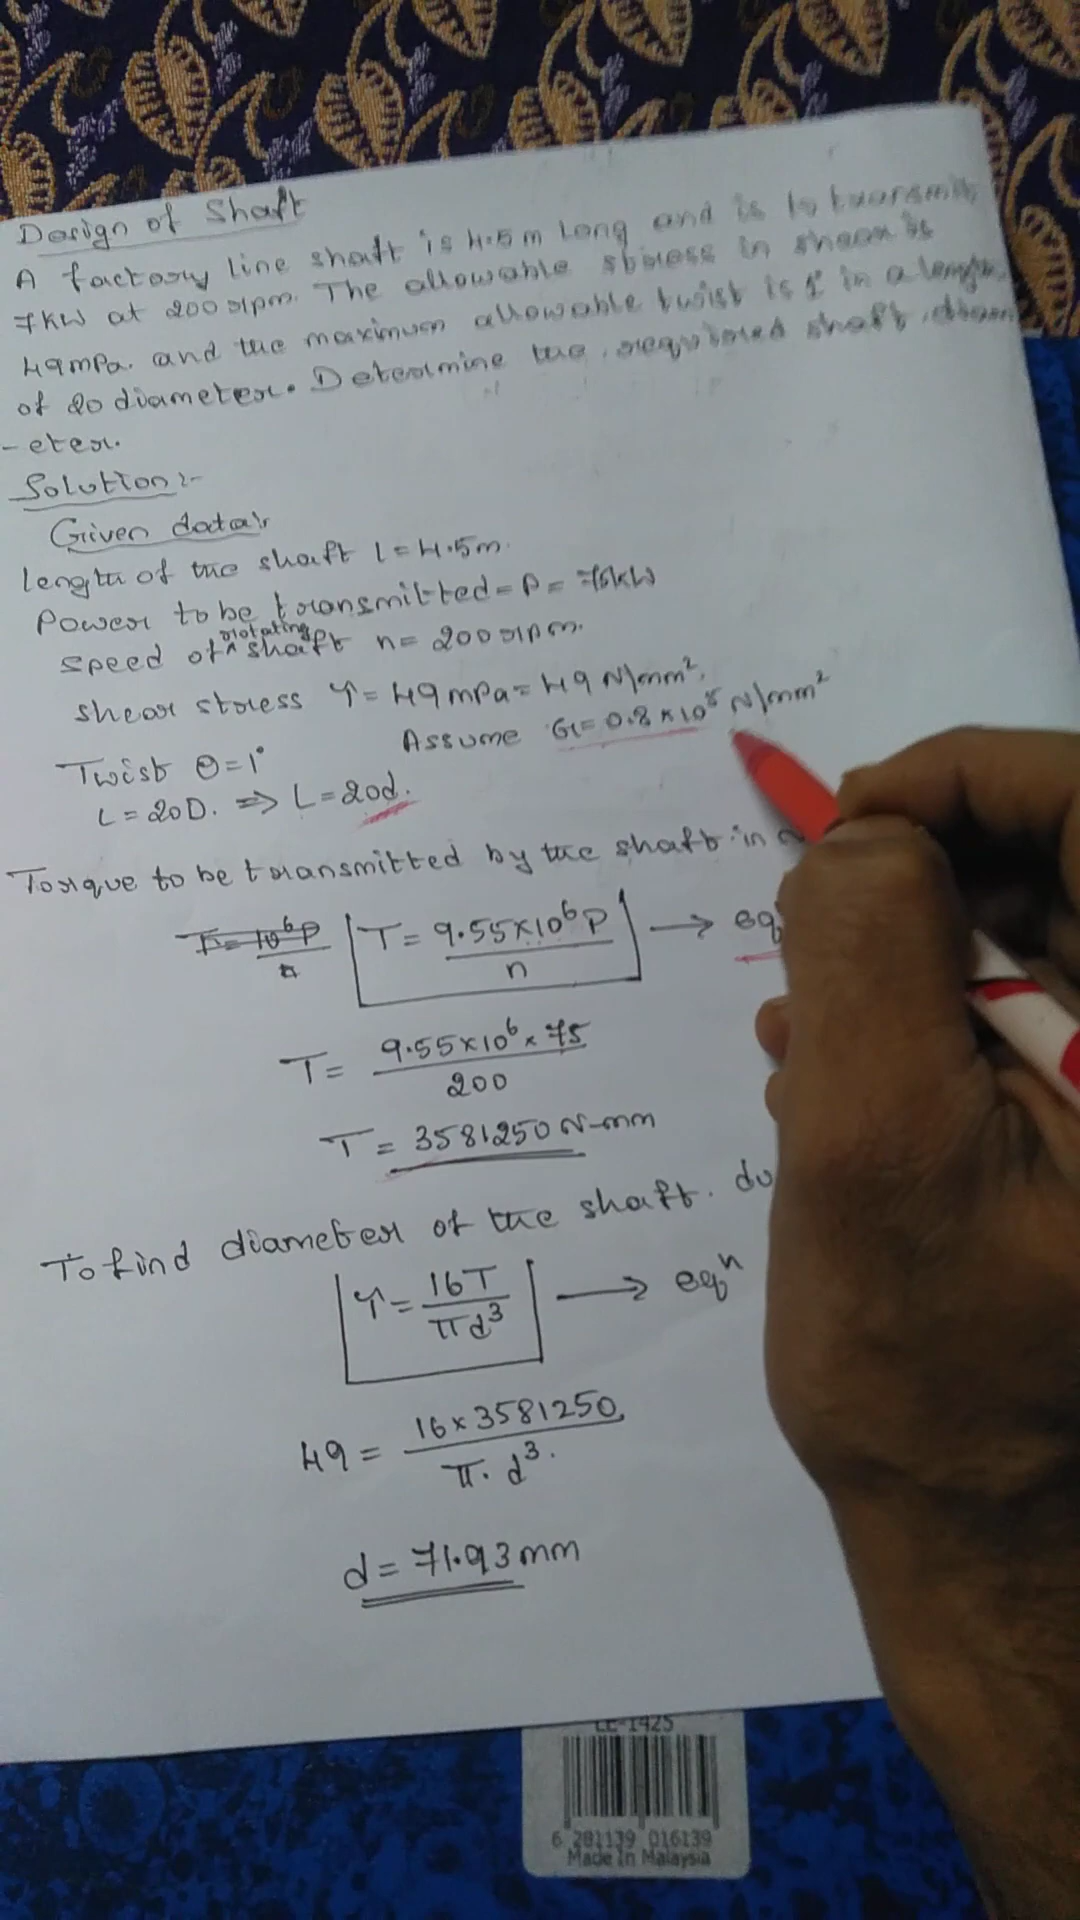 Design of Shaft
A factory line shaft is 4.5m long and is to transmit
7kW at 200 rpm. The allowable stress in shear is
49mpa. and the maximum allowable twist is 1° in a length
of 20 diameter. Determine the required shaft diam
-eter.
Solution:-
Given data:
length of the shaft l = 4.5m.
Power to be transmitted = P = 75kW
speed of rotating shaft n = 200 rpm.
shear stress τ = 49 mPa = 49 N/mm².
Assume G = 0.8 × 10⁵ N/mm²
Twist θ = 1°
L = 20D. ⇒ L = 20d.
Torque to be transmitted by the shaft in
T = 10⁶P / n
T = 9.55×10⁶ P / n → eq
T = 9.55×10⁶ × 75 / 200
T = 3581250 N-mm
To find diameter of the shaft. du
τ = 16T / πd³ → eqⁿ
49 = 16 × 3581250 / π. d³.
d = 71.93 mm
LE-1425
6 281139 016139
Made in Malaysia